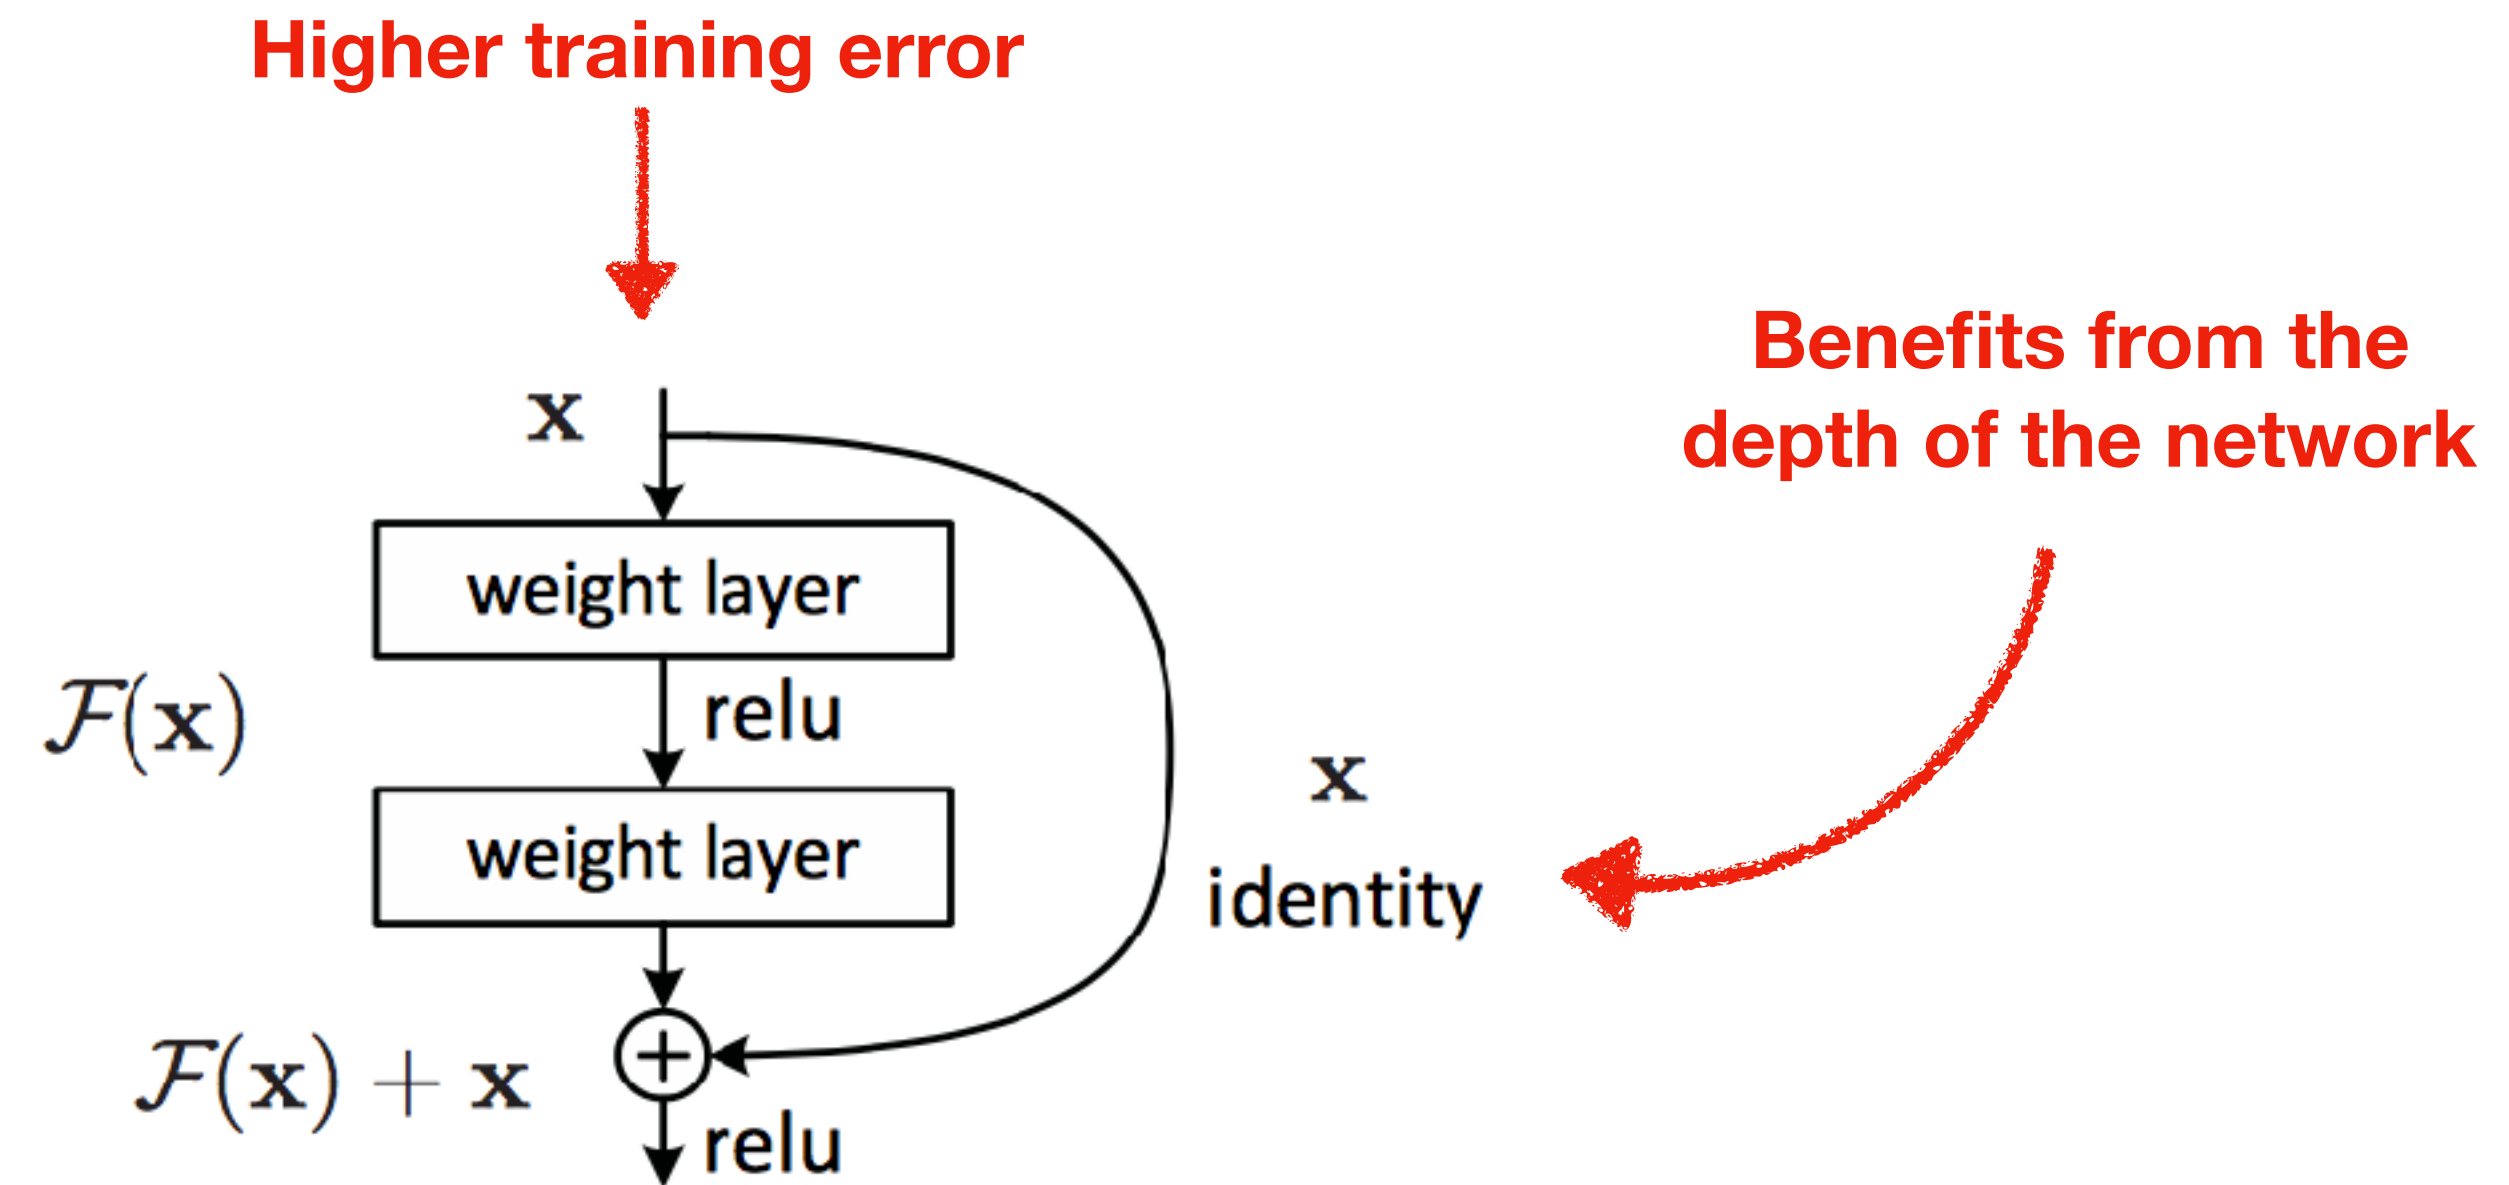 Higher training error
Benefits from the
depth of the network
x
weight layer
F(x)
relu
x
weight layer
identity
F(x) + x
relu